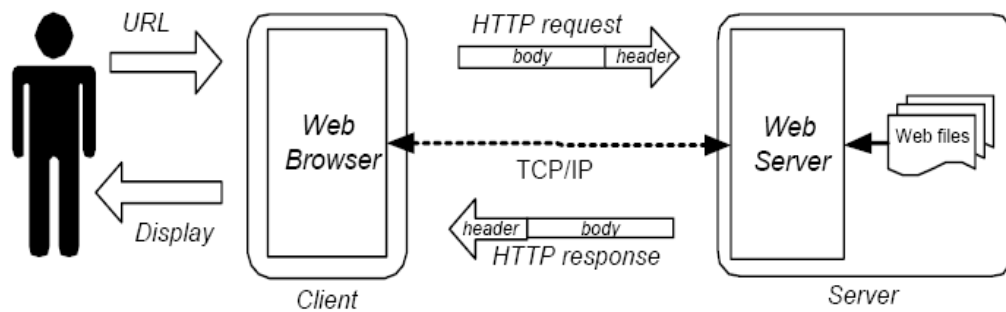 URL
Display
Web
Browser
Client
HTTP request
body
header
TCP/IP
header
body
HTTP response
Web
Server
Web files
Server